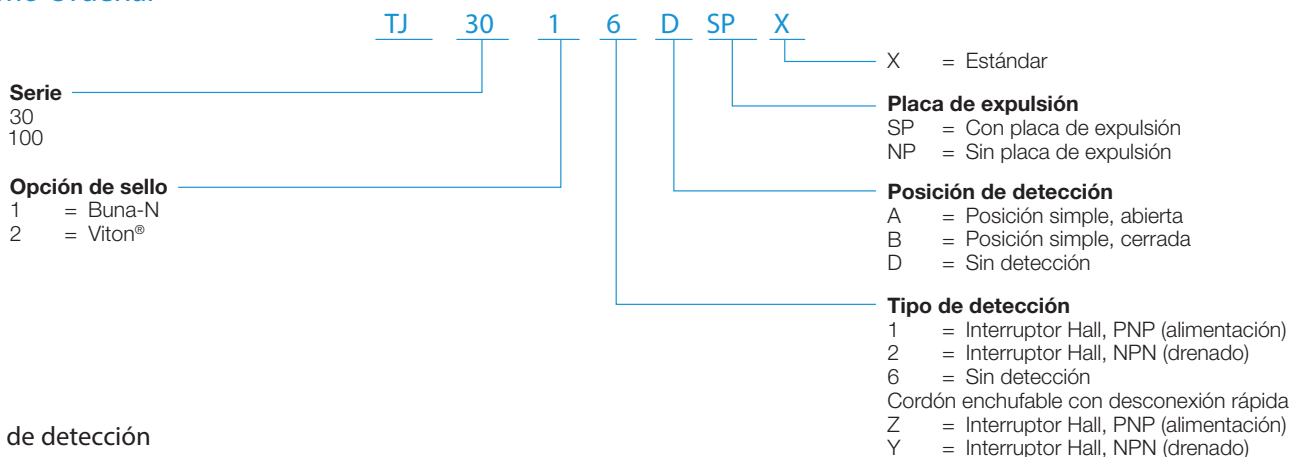 TJ 30 1 6 D SP X
Serie
30
100
Opción de sello
1 = Buna-N
2 = Viton®
X = Estándar
Placa de expulsión
SP = Con placa de expulsión
NP = Sin placa de expulsión
Posición de detección
A = Posición simple, abierta
B = Posición simple, cerrada
D = Sin detección
Tipo de detección
1 = Interruptor Hall, PNP (alimentación)
2 = Interruptor Hall, NPN (drenado)
6 = Sin detección
Cordón enchufable con desconexión rápida
Z = Interruptor Hall, PNP (alimentación)
Y = Interruptor Hall, NPN (drenado)
de detección